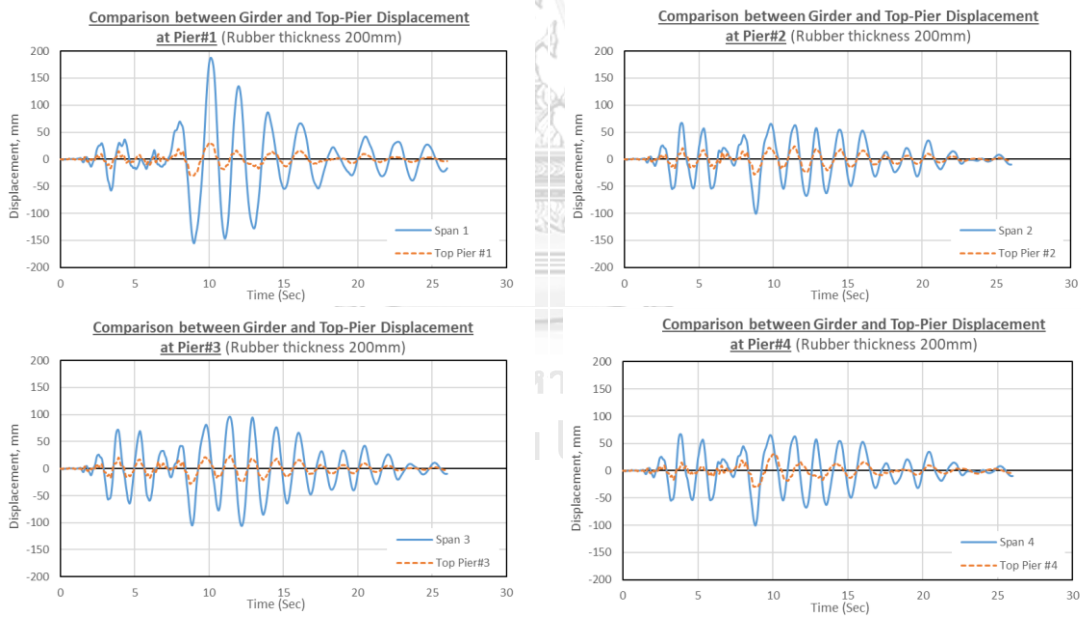 Comparison between Girder and Top-Pier Displacement
at Pier#1 (Rubber thickness 200mm)
200
150
100
50
0
-50
-100
-150
-200
Displacement, mm
Span 1
Top Pier #1
0 5 10 15 20 25 30
Time (Sec)
Comparison between Girder and Top-Pier Displacement
at Pier#2 (Rubber thickness 200mm)
200
150
100
50
0
-50
-100
-150
-200
Displacement, mm
Span 2
Top Pier #2
0 5 10 15 20 25 30
Time (Sec)
Comparison between Girder and Top-Pier Displacement
at Pier#3 (Rubber thickness 200mm)
200
150
100
50
0
-50
-100
-150
-200
Displacement, mm
Span 3
Top Pier#3
0 5 10 15 20 25 30
Time (Sec)
Comparison between Girder and Top-Pier Displacement
at Pier#4 (Rubber thickness 200mm)
200
150
100
50
0
-50
-100
-150
-200
Displacement, mm
Span 4
Top Pier #4
0 5 10 15 20 25 30
Time (Sec)